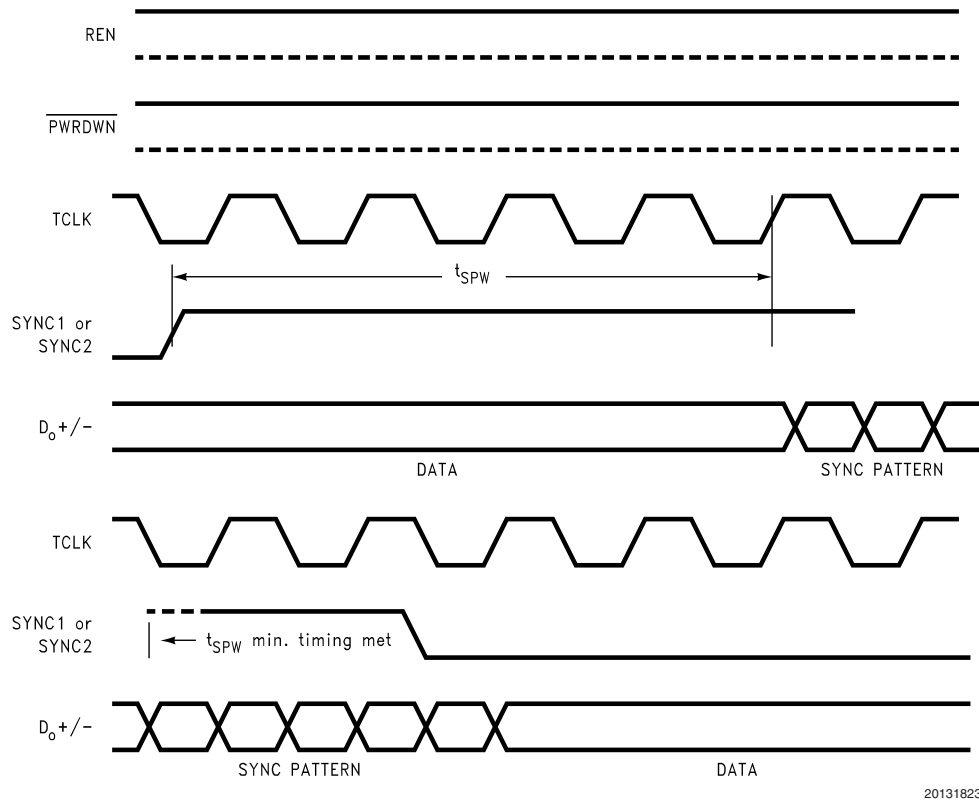 REN
PWRDWN
TCLK
tSPW
SYNC1 or
SYNC2
Do+/-
DATA
SYNC PATTERN
TCLK
SYNC1 or
SYNC2
tSPW min. timing met
Do+/-
SYNC PATTERN
DATA
20131823